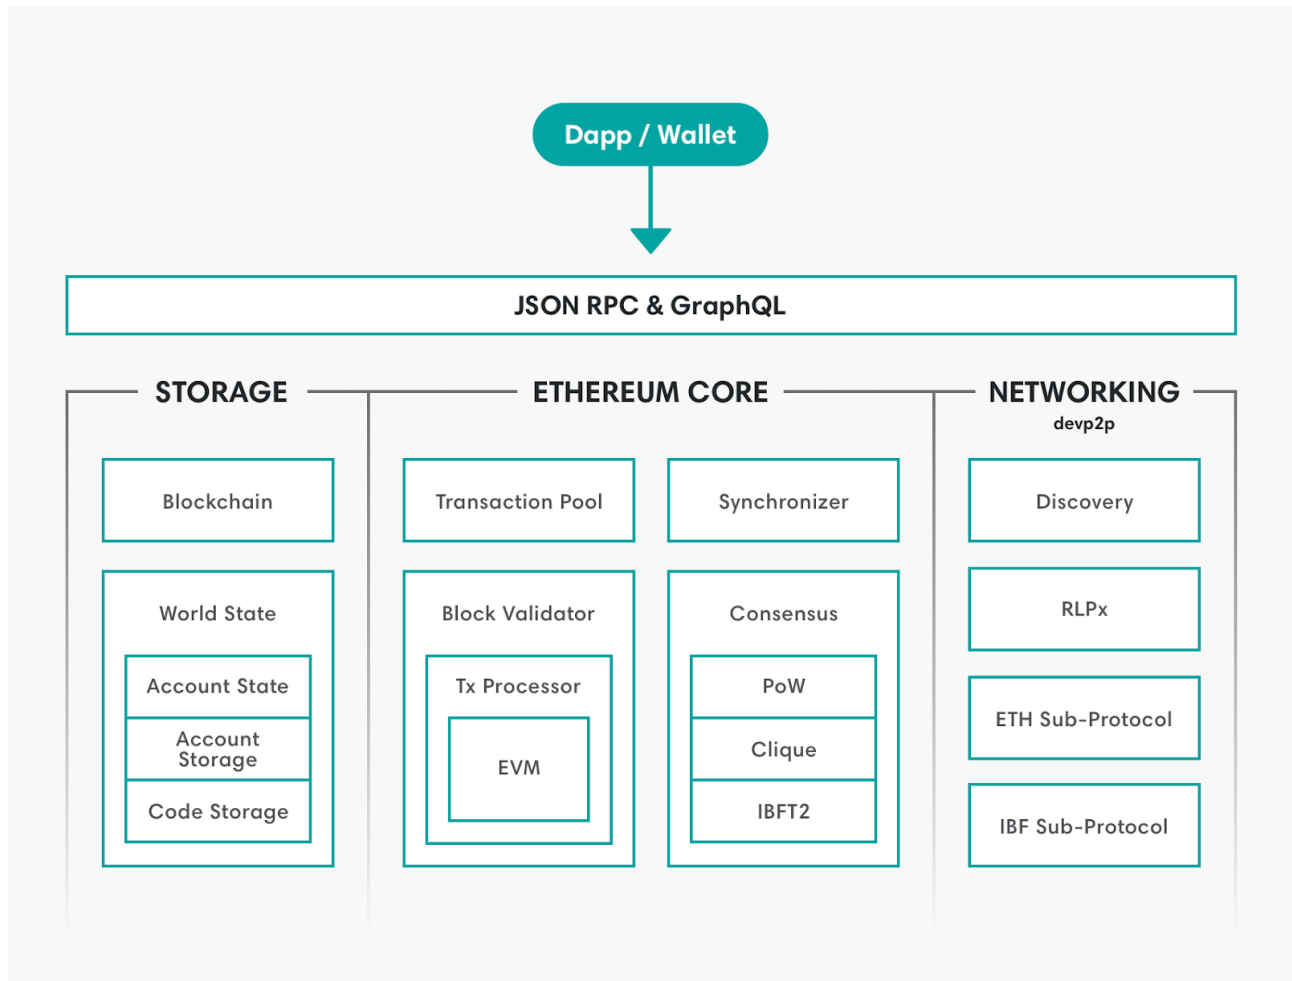 Dapp / Wallet
JSON RPC & GraphQL
STORAGE
Blockchain
World State
Account State
Account
Storage
Code Storage
ETHEREUM CORE
Transaction Pool
Block Validator
Tx Processor
EVM
Synchronizer
Consensus
PoW
Clique
IBFT2
NETWORKING
devp2p
Discovery
RLPx
ETH Sub-Protocol
IBF Sub-Protocol